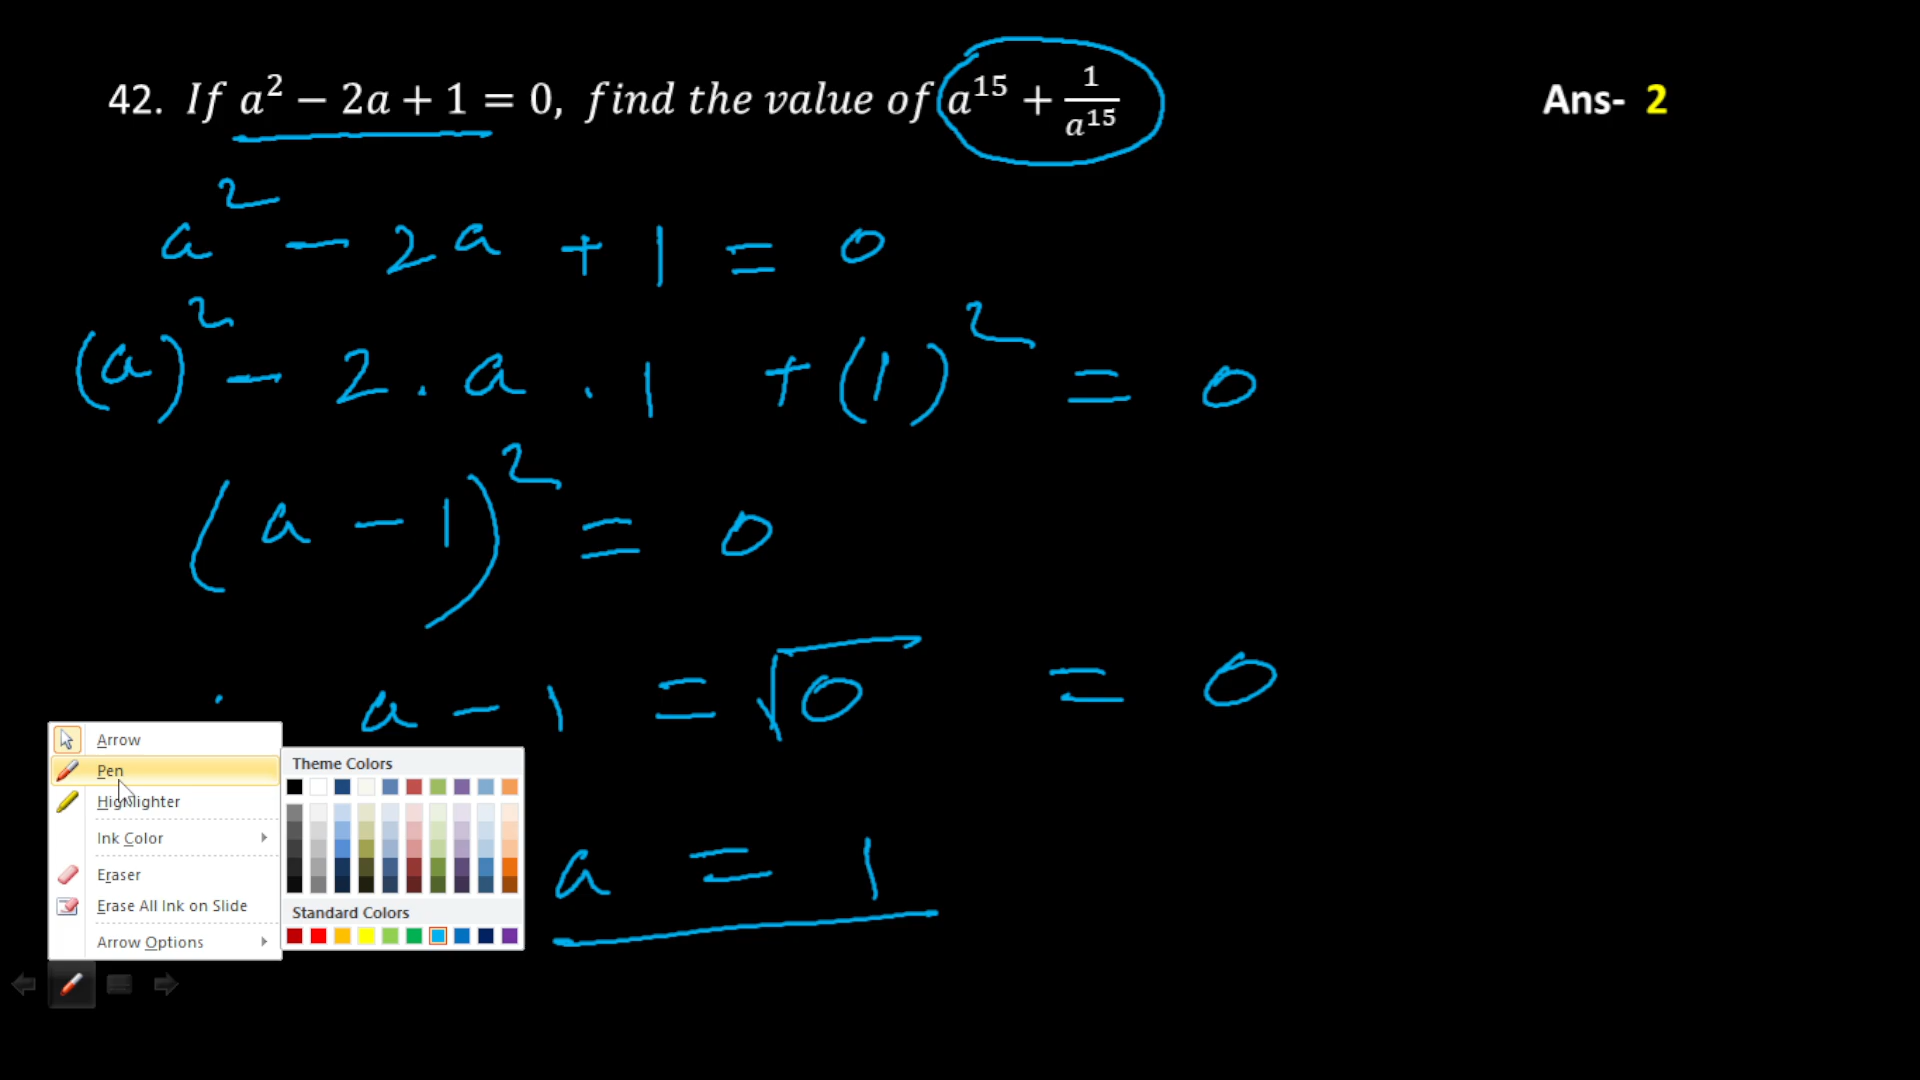 42. If a² − 2a + 1 = 0, find the value of a¹⁵ + 1/a¹⁵
Ans- 2
a² − 2a + 1 = 0
(a)² − 2 . a . 1 + (1)² = 0
(a − 1)² = 0
a − 1 = √0 = 0
a = 1
Arrow
Pen
Highlighter
Ink Color
Eraser
Erase All Ink on Slide
Arrow Options
Theme Colors
Standard Colors